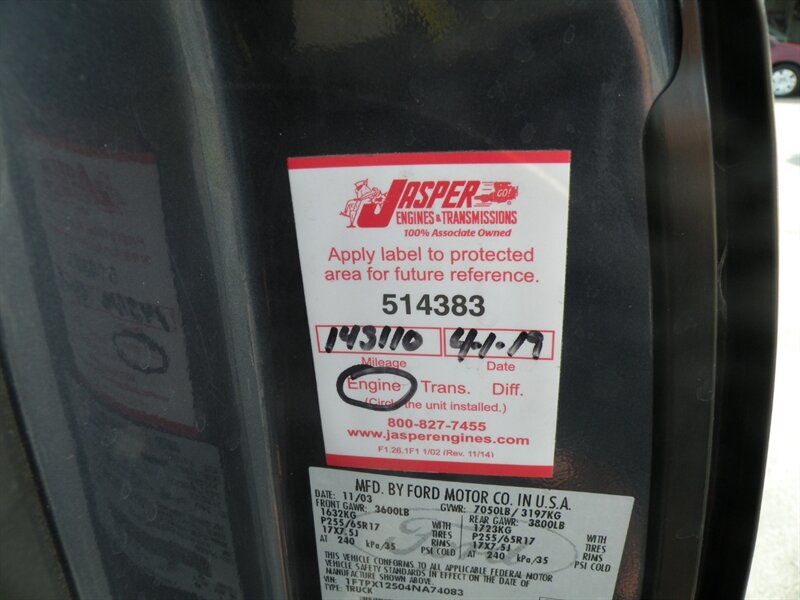 JASPER GO!
ENGINES & TRANSMISSIONS
100% Associate Owned
Apply label to protected
area for future reference.
514383
143110 4-1-19
Mileage Date
Engine Trans. Diff.
(Circle the unit installed.)
800-827-7455
www.jasperengines.com
F1.26.1F1 1/02 (Rev. 11/14)
MFD. BY FORD MOTOR CO. IN U.S.A.
DATE: 11/03 GVWR: 7050LB/ 3197KG
FRONT GAWR: 3600LB REAR GAWR: 3800LB
1632KG WITH 1723KG WITH
P255/65R17 TIRES P255/65R17 TIRES
17X7.5J RIMS 17X7.5J RIMS
AT 240 kPa/35 PSI COLD AT 240 kPa/35 PSI COLD
THIS VEHICLE CONFORMS TO ALL APPLICABLE FEDERAL MOTOR
VEHICLE SAFETY STANDARDS IN EFFECT ON THE DATE OF
MANUFACTURE SHOWN ABOVE.
VIN: 1FTPX12504NA74083
TYPE: TRUCK